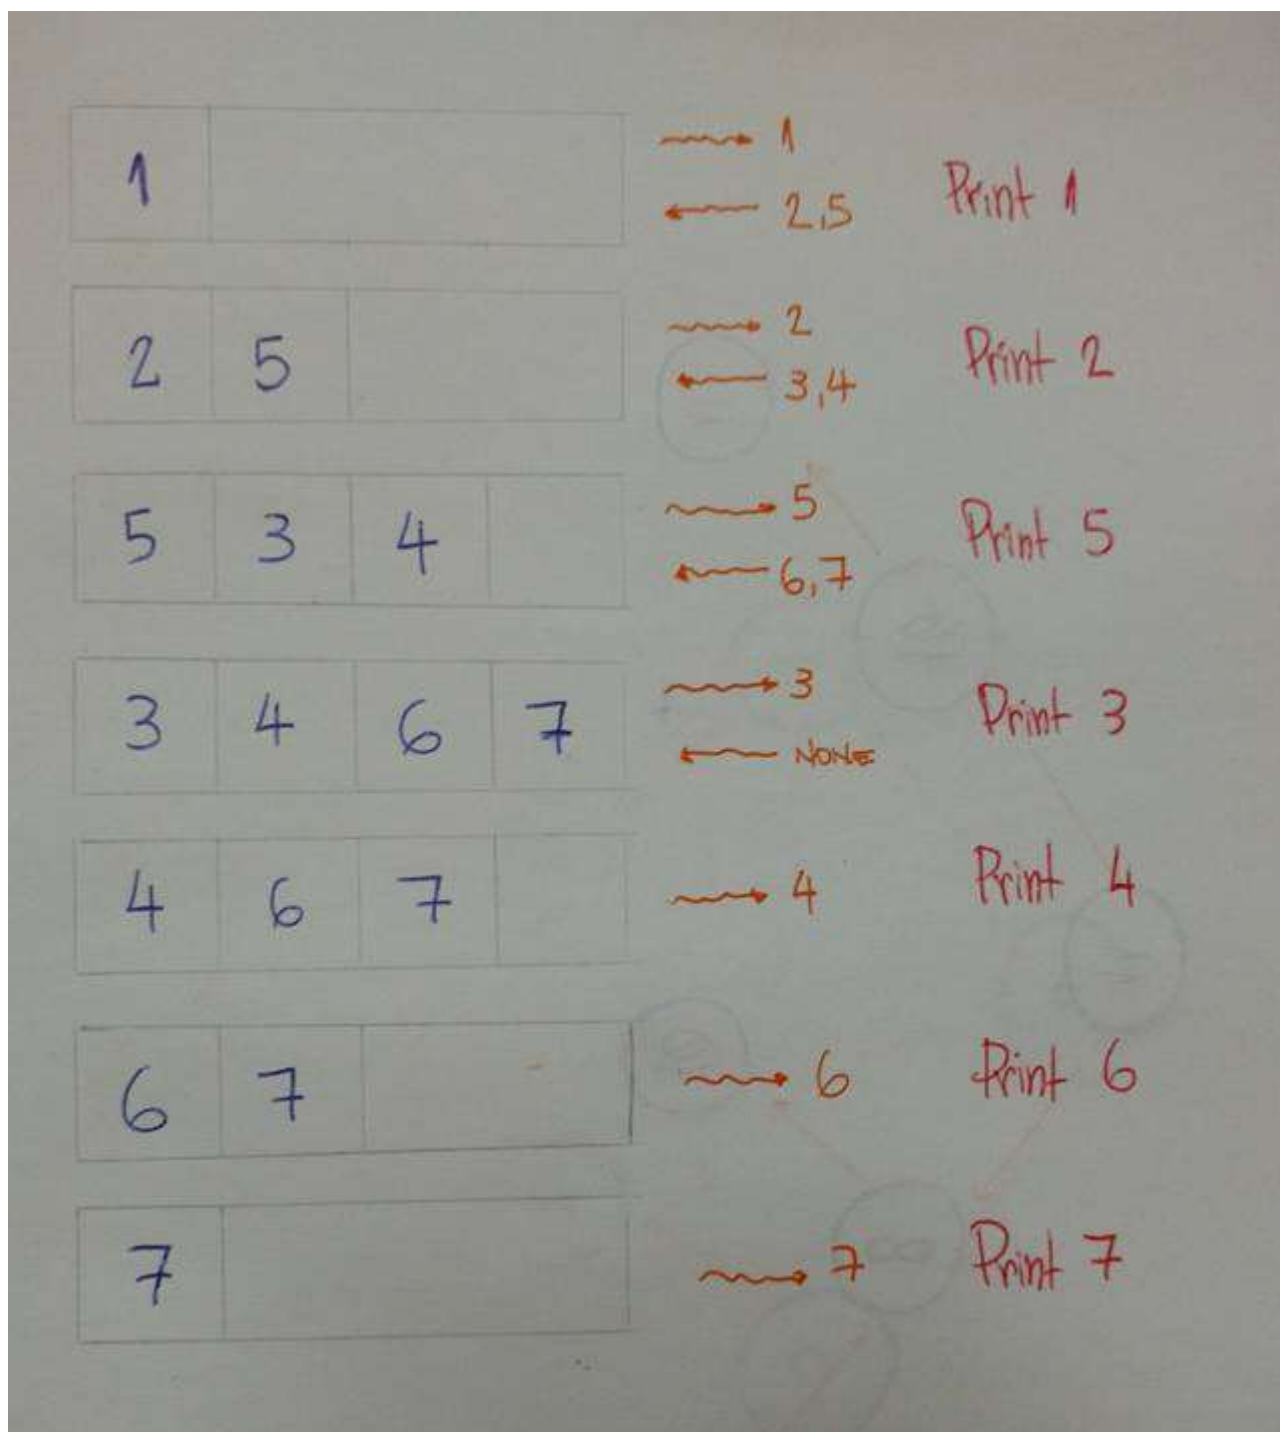 1 → 1
← 2,5 Print 1
2 5 → 2
← 3,4 Print 2
5 3 4 → 5
← 6,7 Print 5
3 4 6 7 → 3
← NONE Print 3
4 6 7 → 4 Print 4
6 7 → 6 Print 6
7 → 7 Print 7